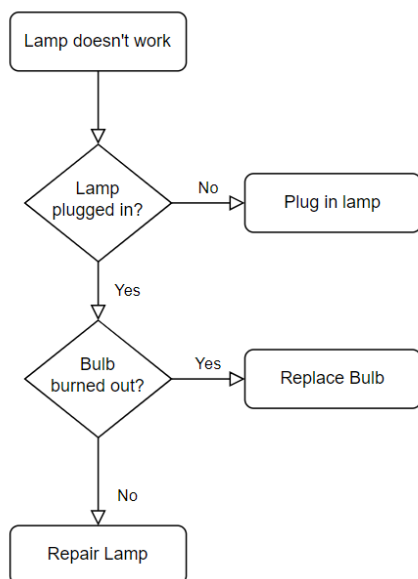 Lamp doesn't work
Lamp
plugged in?
No
Plug in lamp
Yes
Bulb
burned out?
Yes
Replace Bulb
No
Repair Lamp